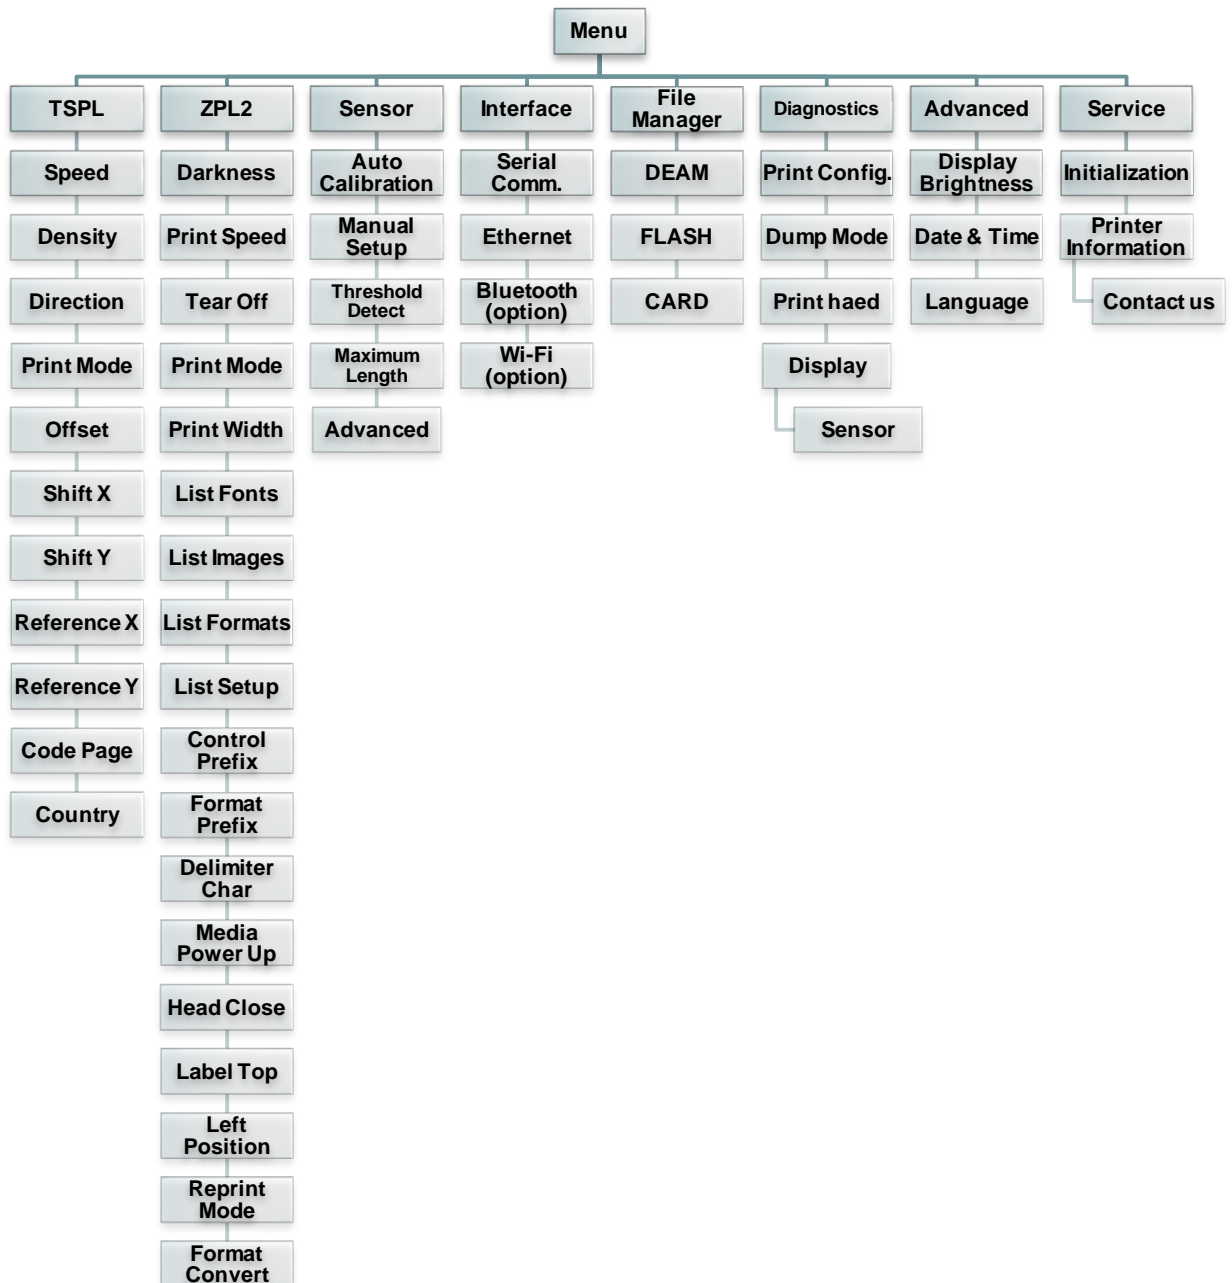 Menu
TSPL
ZPL2
Sensor
Interface
File
Manager
Diagnostics
Advanced
Service
Speed
Density
Direction
Print Mode
Offset
Shift X
Shift Y
Reference X
Reference Y
Code Page
Country
Darkness
Print Speed
Tear Off
Print Mode
Print Width
List Fonts
List Images
List Formats
List Setup
Control
Prefix
Format
Prefix
Delimiter
Char
Media
Power Up
Head Close
Label Top
Left
Position
Reprint
Mode
Format
Convert
Auto
Calibration
Manual
Setup
Threshold
Detect
Maximum
Length
Advanced
Serial
Comm.
Ethernet
Bluetooth
(option)
Wi-Fi
(option)
DEAM
FLASH
CARD
Print Config.
Dump Mode
Print haed
Display
Sensor
Display
Brightness
Date & Time
Language
Initialization
Printer
Information
Contact us